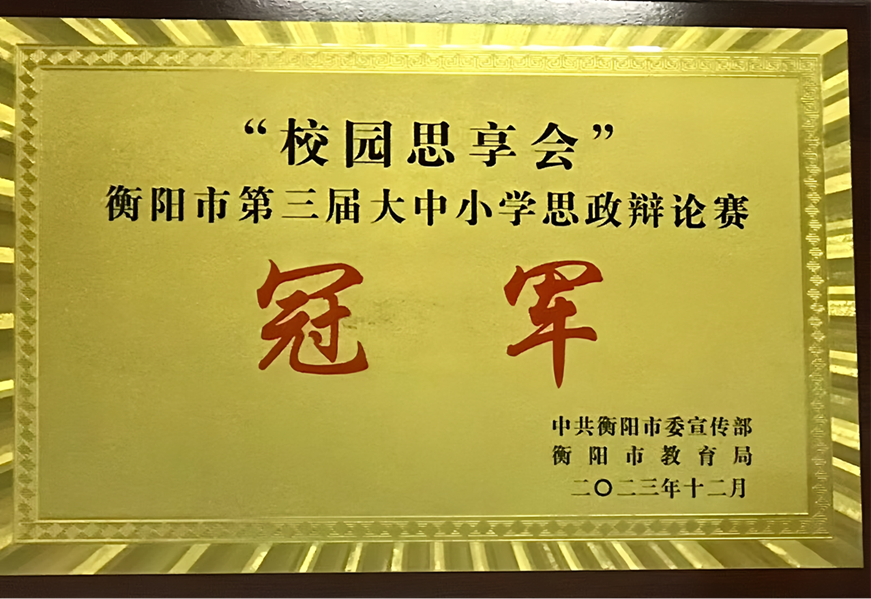 “校园思享会”
衡阳市第三届大中小学思政辩论赛
冠军
中共衡阳市委宣传部
衡阳市教育局
二〇二三年十二月